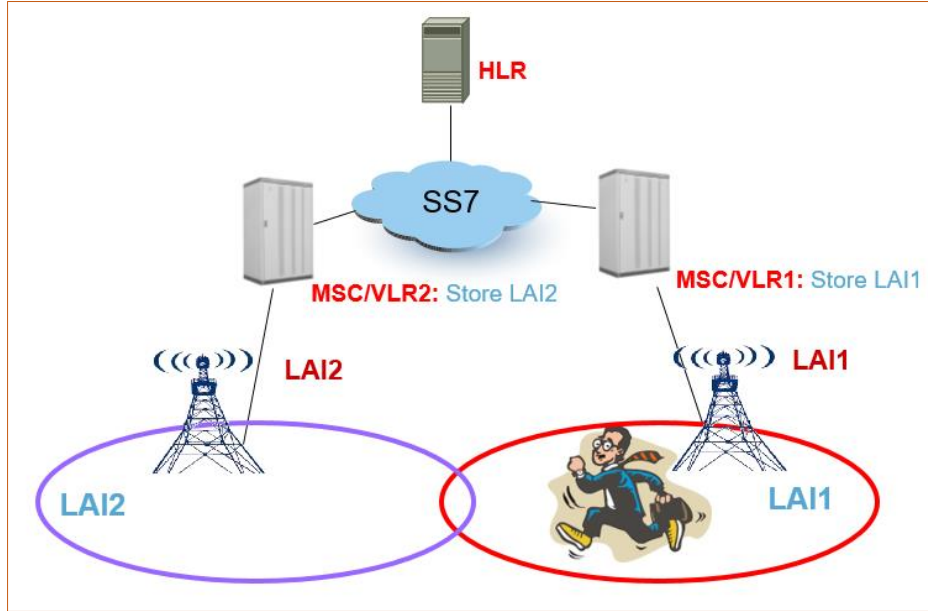 HLR
SS7
MSC/VLR2: Store LAI2
MSC/VLR1: Store LAI1
LAI2
LAI1
LAI2
LAI1